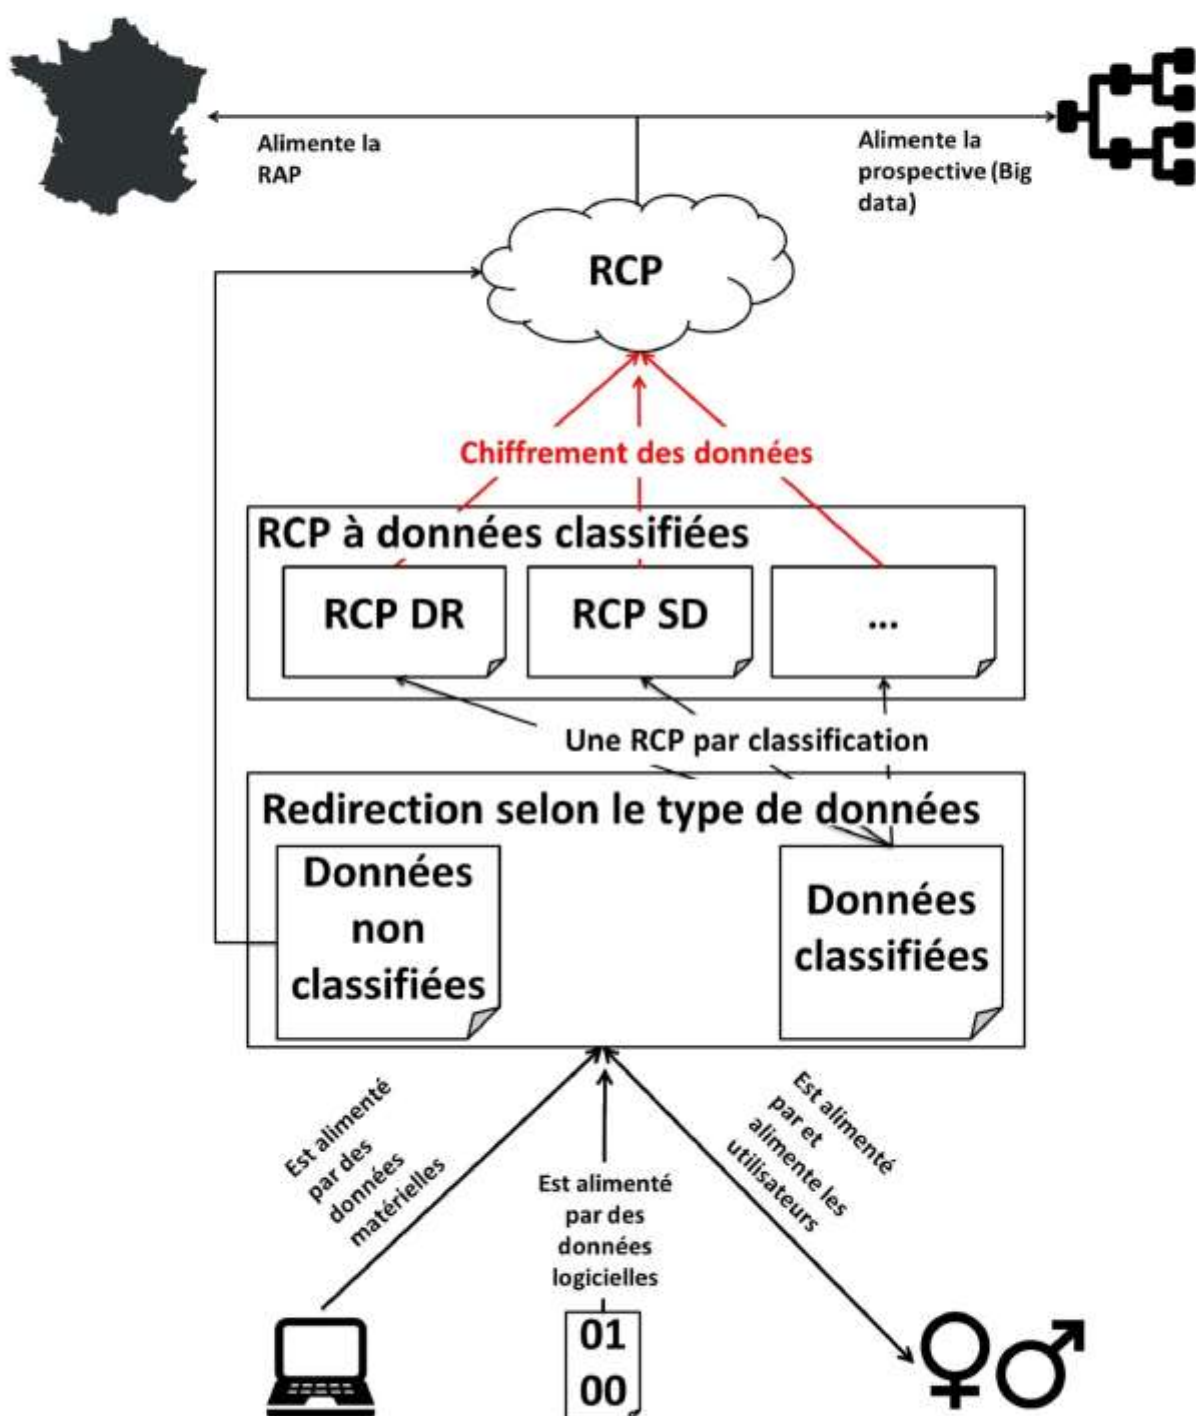 Alimente la
RAP
Alimente la
prospective (Big
data)
RCP
Chiffrement des données
RCP à données classifiées
RCP DR
RCP SD
...
Une RCP par classification
Redirection selon le type de données
Données
non
classifiées
Données
classifiées
Est alimenté
par des
données
matérielles
Est alimenté
par des
données
logicielles
Est alimenté
par et
alimente les
utilisateurs
01
00